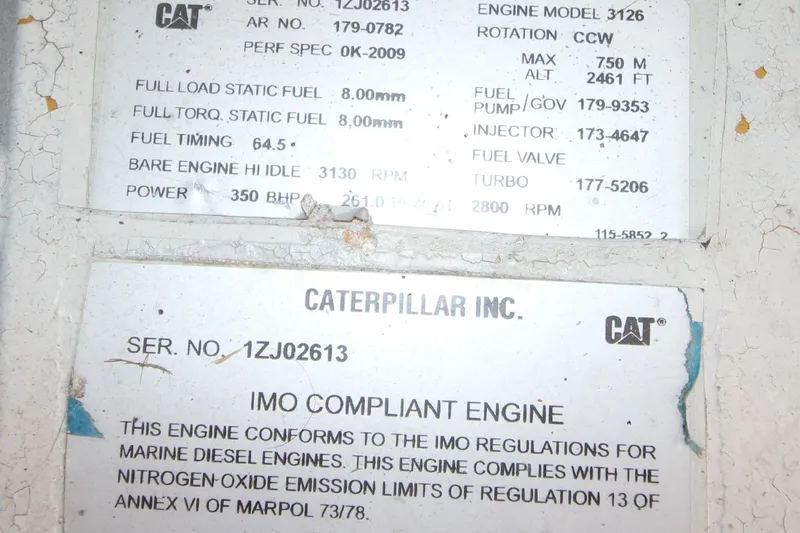 CAT®
SER. NO. 1ZJ02613
AR NO. 179-0782
PERF SPEC 0K-2009
FULL LOAD STATIC FUEL 8.00mm
FULL TORQ. STATIC FUEL 8,00mm
FUEL TIMING 64.5
BARE ENGINE HI IDLE 3130 RPM
POWER 350 BHP 261.0 2800 RPM
ENGINE MODEL 3126
ROTATION CCW
MAX ALT 750 M
2461 FT
FUEL PUMP/GOV 179-9353
INJECTOR 173-4647
FUEL VALVE
TURBO 177-5206
115-5852 2
CATERPILLAR INC.
CAT®
SER. NO. 1ZJ02613
IMO COMPLIANT ENGINE
THIS ENGINE CONFORMS TO THE IMO REGULATIONS FOR
MARINE DIESEL ENGINES. THIS ENGINE COMPLIES WITH THE
NITROGEN-OXIDE EMISSION LIMITS OF REGULATION 13 OF
ANNEX VI OF MARPOL 73/78.